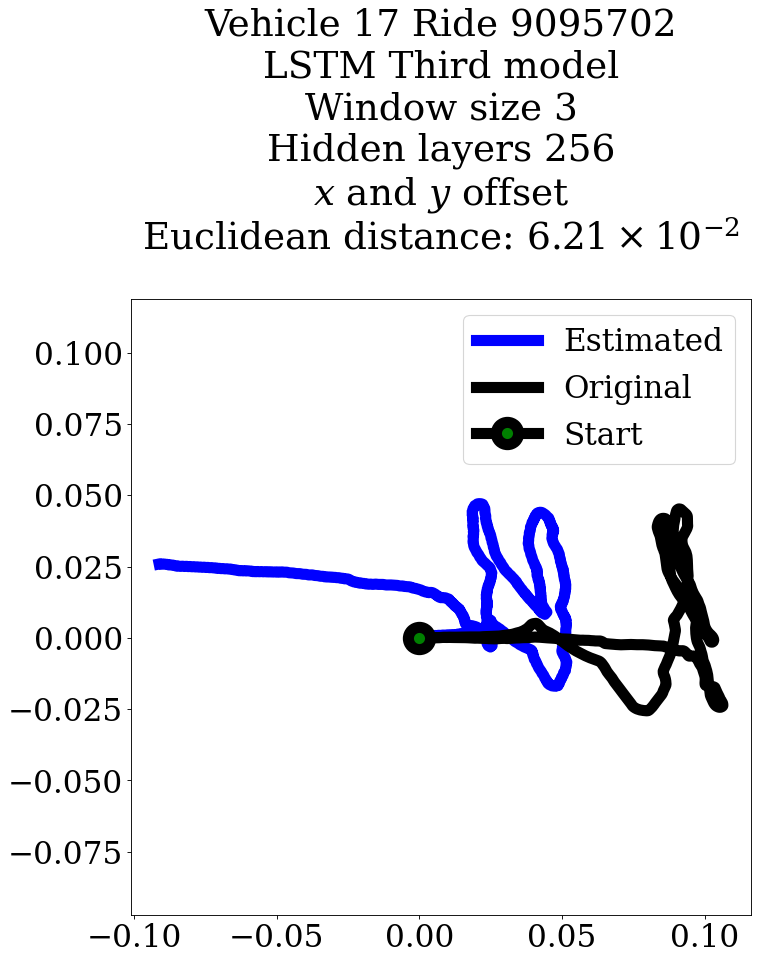 Vehicle 17 Ride 9095702
LSTM Third model
Window size 3
Hidden layers 256
x and y offset
Euclidean distance: 6.21 × 10⁻²
Estimated
Original
Start
0.100
0.075
0.050
0.025
0.000
−0.025
−0.050
−0.075
−0.10 −0.05 0.00 0.05 0.10